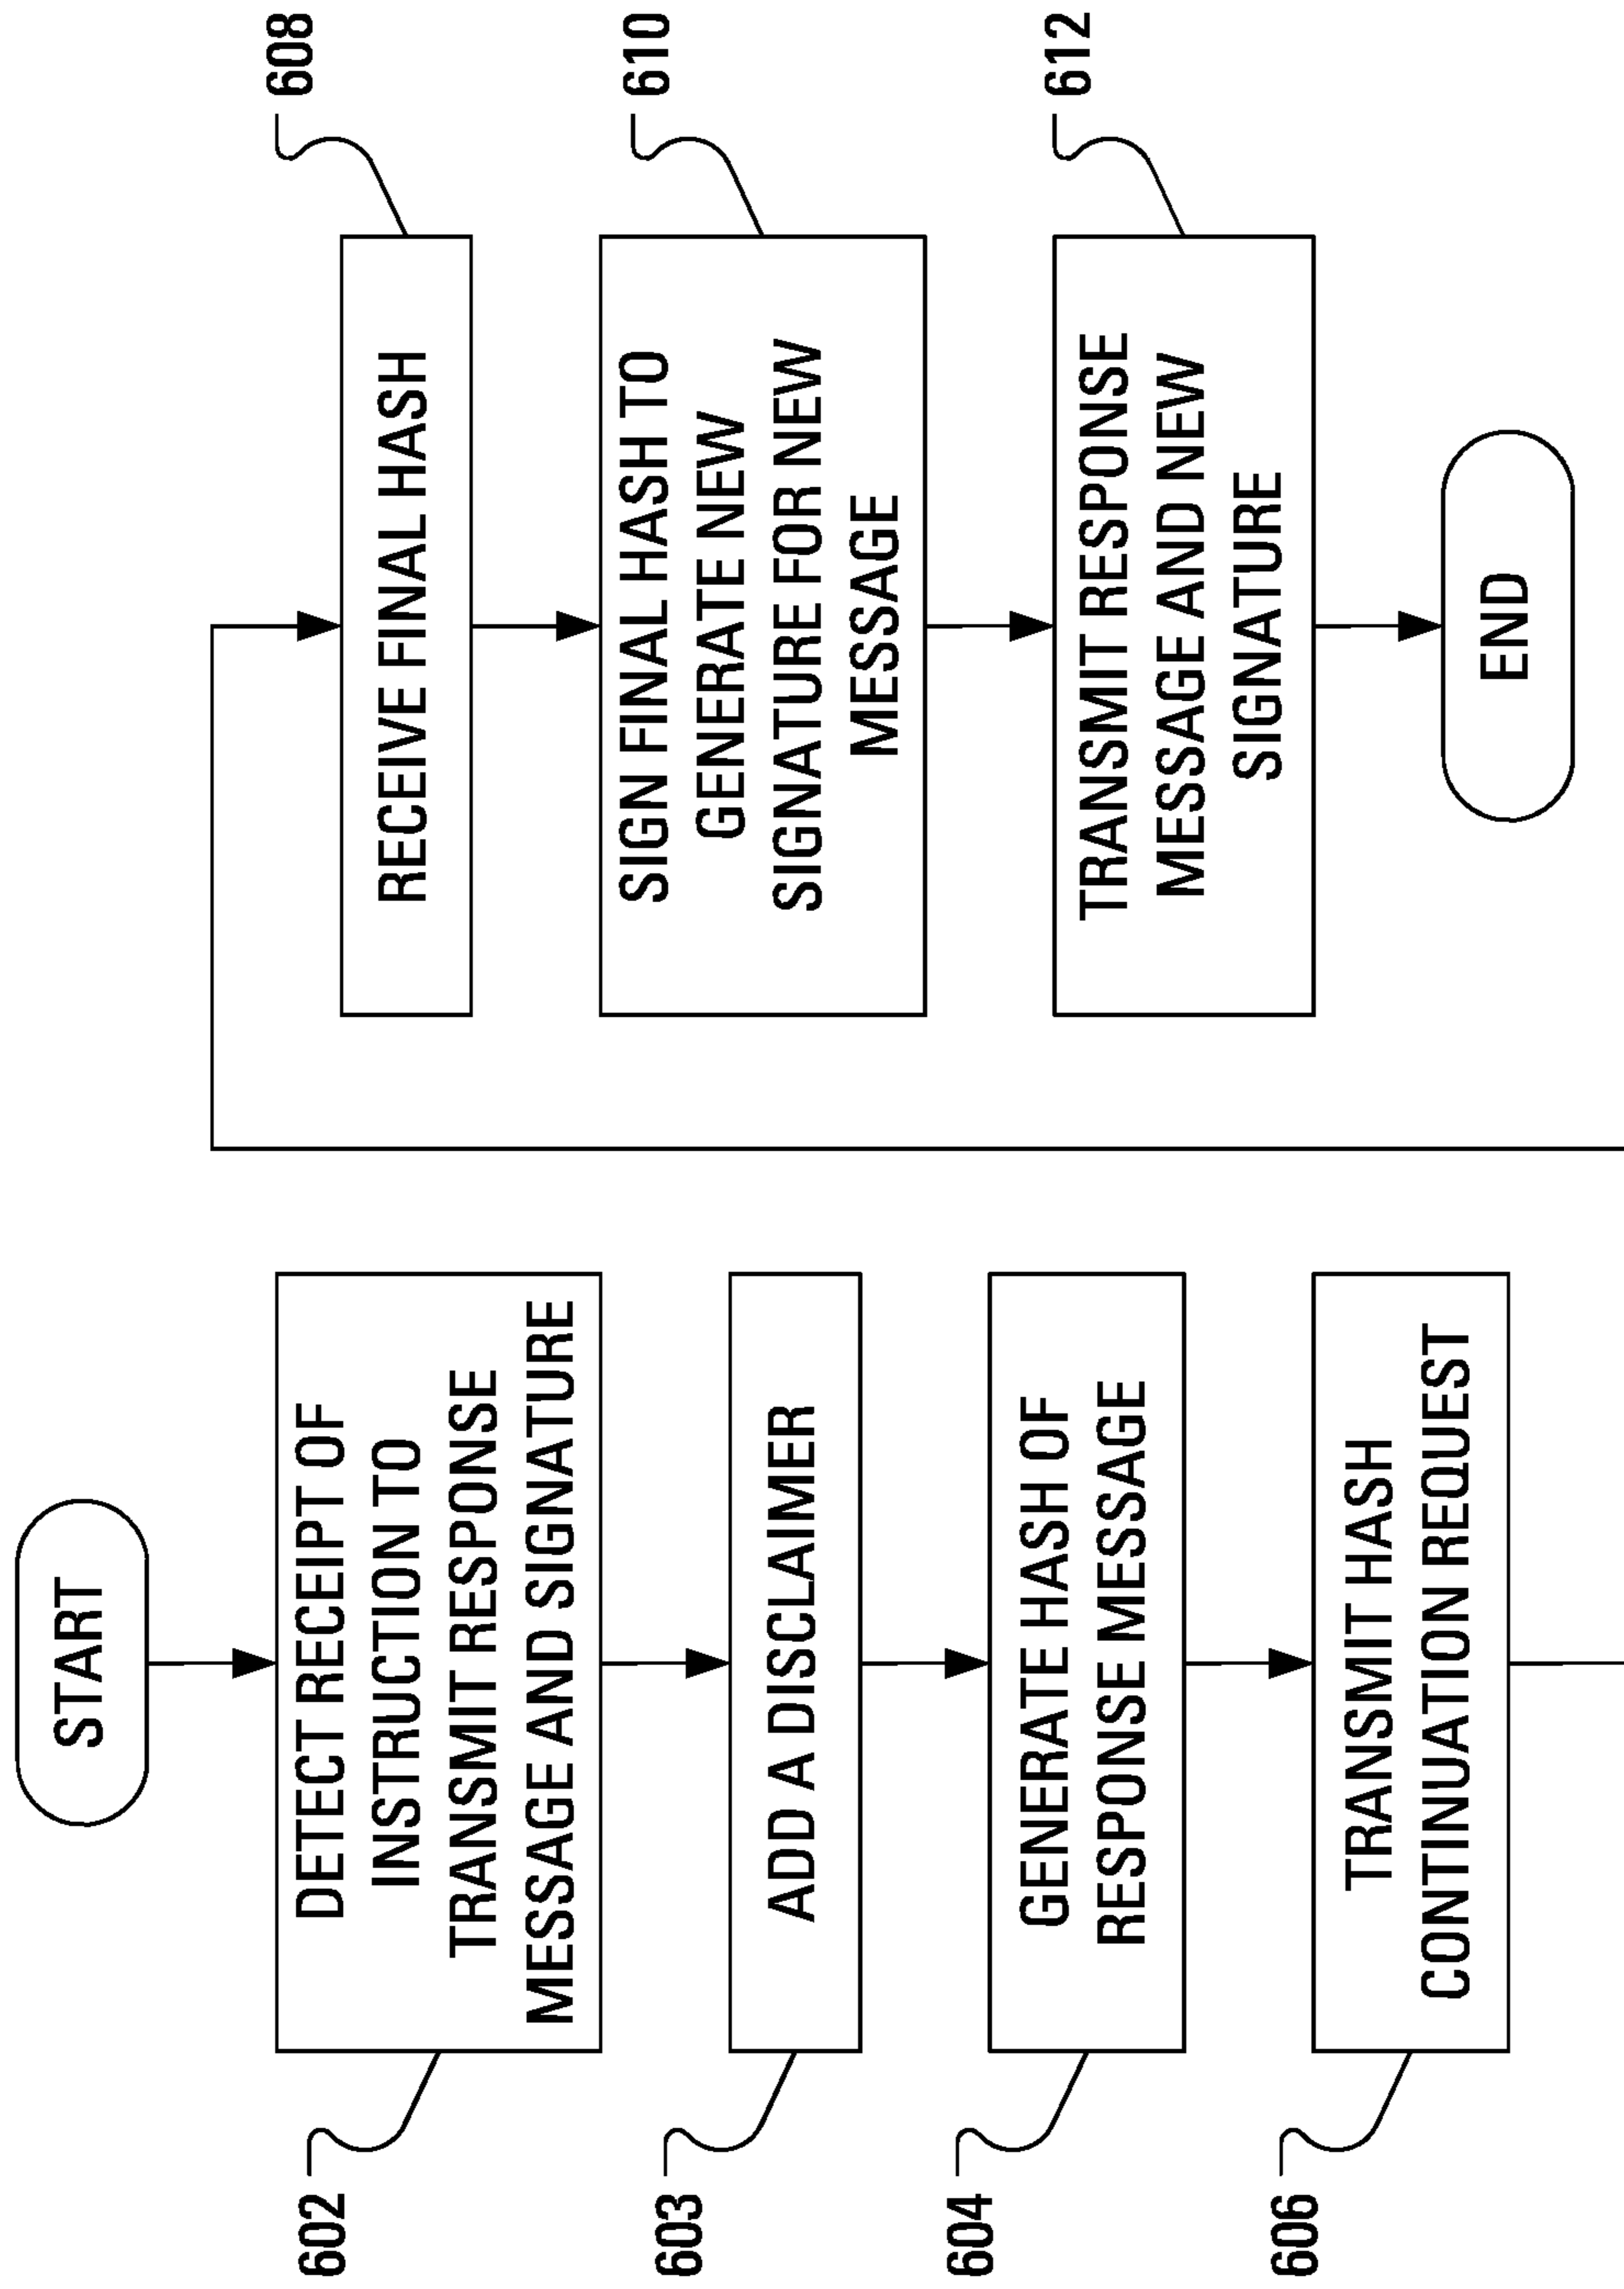 START
602
DETECT RECEIPT OF
INSTRUCTION TO
TRANSMIT RESPONSE
MESSAGE AND SIGNATURE
603
ADD A DISCLAIMER
604
GENERATE HASH OF
RESPONSE MESSAGE
606
TRANSMIT HASH
CONTINUATION REQUEST
608
RECEIVE FINAL HASH
610
SIGN FINAL HASH TO
GENERATE NEW
SIGNATURE FOR NEW
MESSAGE
612
TRANSMIT RESPONSE
MESSAGE AND NEW
SIGNATURE
END